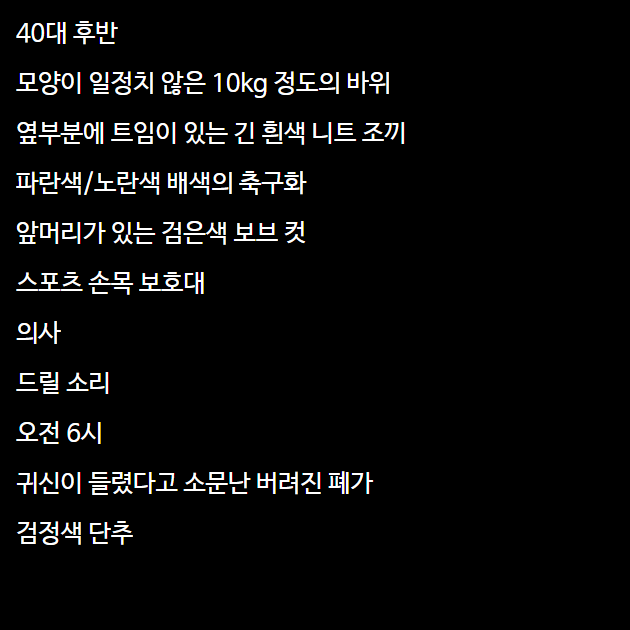 40대 후반
모양이 일정치 않은 10kg 정도의 바위
옆부분에 트임이 있는 긴 흰색 니트 조끼
파란색/노란색 배색의 축구화
앞머리가 있는 검은색 보브 컷
스포츠 손목 보호대
의사
드릴 소리
오전 6시
귀신이 들렸다고 소문난 버려진 폐가
검정색 단추